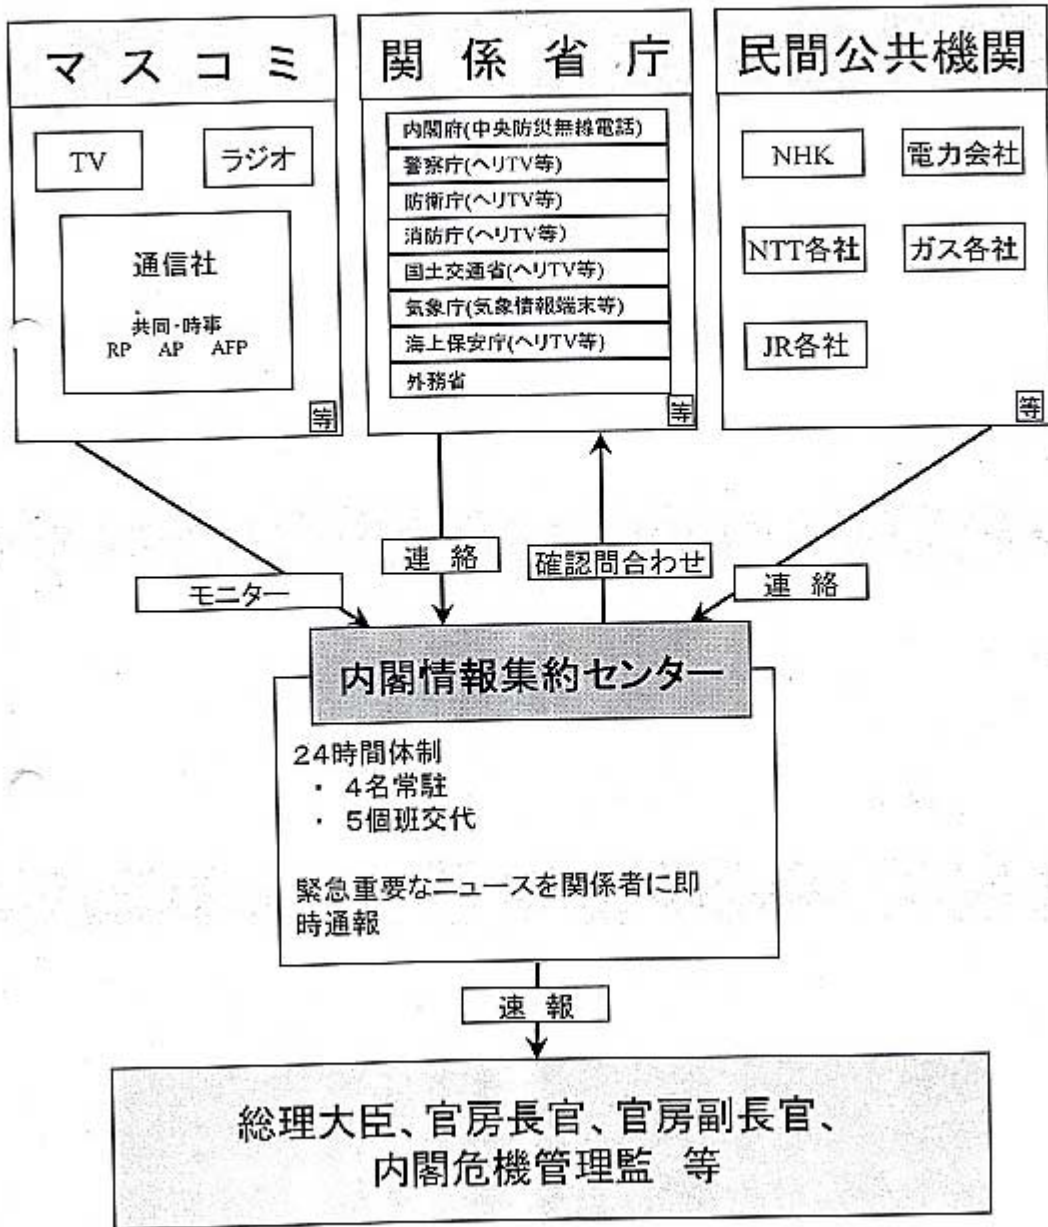 マスコミ
TV
ラジオ
通信社
共同・時事
RP AP AFP
等
関係省庁
内閣府(中央防災無線電話)
警察庁(ヘリTV等)
防衛庁(ヘリTV等)
消防庁(ヘリTV等)
国土交通省(ヘリTV等)
気象庁(気象情報端末等)
海上保安庁(ヘリTV等)
外務省
等
民間公共機関
NHK
電力会社
NTT各社
ガス各社
JR各社
等
モニター
連絡
確認問合わせ
連絡
内閣情報集約センター
24時間体制
・ 4名常駐
・ 5個班交代
緊急重要なニュースを関係者に即
時通報
速報
総理大臣、官房長官、官房副長官、
内閣危機管理監 等